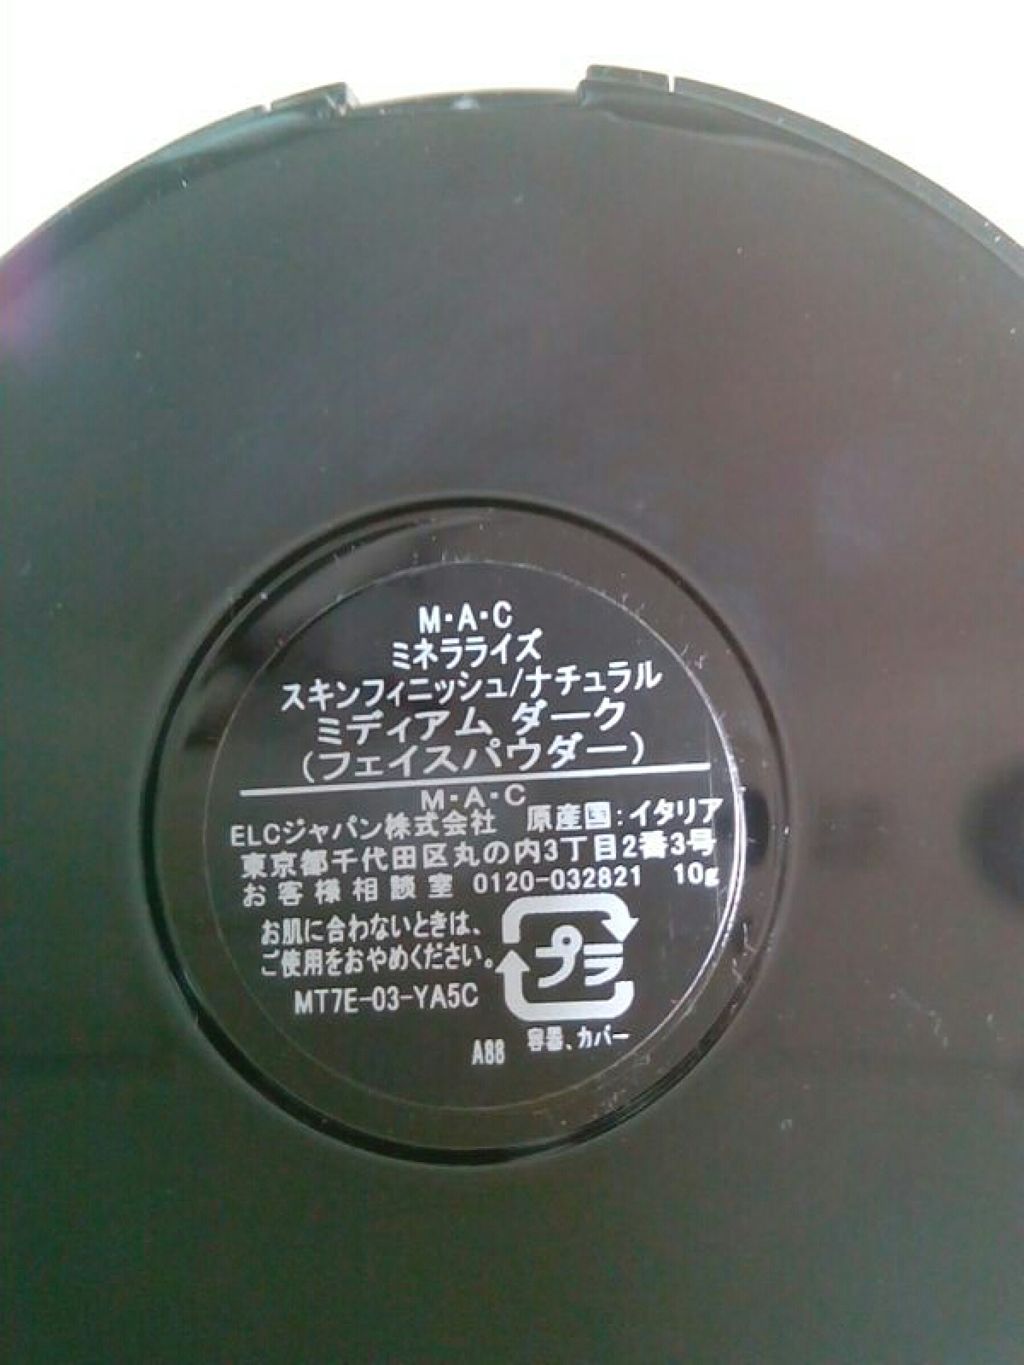 M・A・C
ミネラライズ
スキンフィニッシュ/ナチュラル
ミディアム ダーク
(フェイスパウダー)
M・A・C
ELCジャパン株式会社 原産国:イタリア
東京都千代田区丸の内3丁目2番3号
お客様相談室 0120-032821 10g
お肌に合わないときは、
ご使用をおやめください。
プラ
MT7E-03-YA5C
A88 容器、カバー